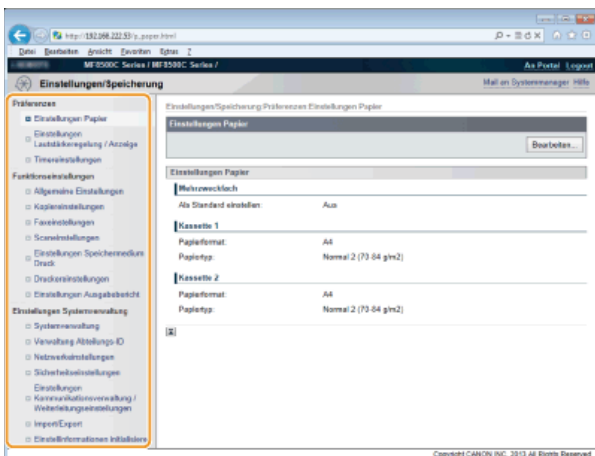 http://192.168.222.53/p_paper.html
Datei Bearbeiten Ansicht Favoriten Extras ?
MF8500C Series / MF8500C Series /
An Portal Logout
Einstellungen/Speicherung
Mail an Systemmanager Hilfe
Präferenzen
Einstellungen Papier
Einstellungen
Lautstärkeregelung / Anzeige
Timereinstellungen
Funktionseinstellungen
Allgemeine Einstellungen
Kopiereinstellungen
Faxeinstellungen
Scaneinstellungen
Einstellungen Speichermedium
Druck
Druckereinstellungen
Einstellungen Ausgabebericht
Einstellungen Systemverwaltung
Systemverwaltung
Verwaltung Abteilungs-ID
Netzwerkeinstellungen
Sicherheitseinstellungen
Einstellungen
Kommunikationsverwaltung /
Weiterleitungseinstellungen
Import/Export
Einstellinformationen initialisiere
Einstellungen/Speicherung:Präferenzen:Einstellungen Papier
Einstellungen Papier
Bearbeiten...
Einstellungen Papier
Mehrzweckfach
Als Standard einstellen: Aus
Kassette 1
Papierformat: A4
Papiertyp: Normal 2 (73-84 g/m2)
Kassette 2
Papierformat: A4
Papiertyp: Normal 2 (73-84 g/m2)
Copyright CANON INC. 2013 All Rights Reserved